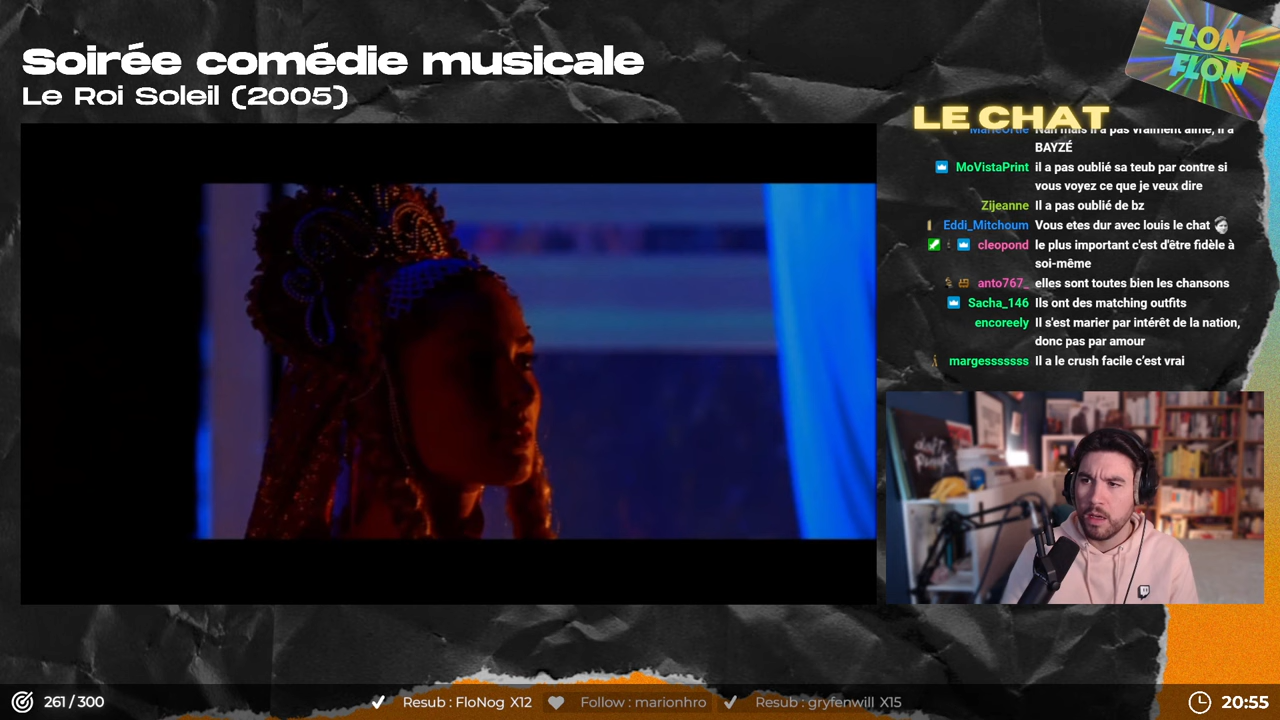 Soirée comédie musicale
Le Roi Soleil (2005)
FLON
FLON
LE CHAT
BAYZÉ
MoVistaPrint il a pas oublié sa teub par contre si
vous voyez ce que je veux dire
Zijeanne Il a pas oublié de bz
Eddi_Mitchoum Vous etes dur avec louis le chat
cleopond le plus important c'est d'être fidèle à
soi-même
anto767_ elles sont toutes bien les chansons
Sacha_146 Ils ont des matching outfits
encoreely Il s'est marier par intérêt de la nation,
donc pas par amour
margesssssss Il a le crush facile c'est vrai
daft
punk
261 / 300
Resub : FloNog X12
Follow : marionhro
Resub : gryfenwill X15
20:55